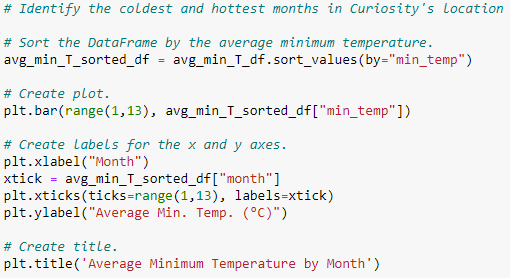 # Identify the coldest and hottest months in Curiosity's location
# Sort the DataFrame by the average minimum temperature.
avg_min_T_sorted_df = avg_min_T_df.sort_values(by="min_temp")
# Create plot.
plt.bar(range(1,13), avg_min_T_sorted_df["min_temp"])
# Create labels for the x and y axes.
plt.xlabel("Month")
xtick = avg_min_T_sorted_df["month"]
plt.xticks(ticks=range(1,13), labels=xtick)
plt.ylabel("Average Min. Temp. (°C)")
# Create title.
plt.title('Average Minimum Temperature by Month')